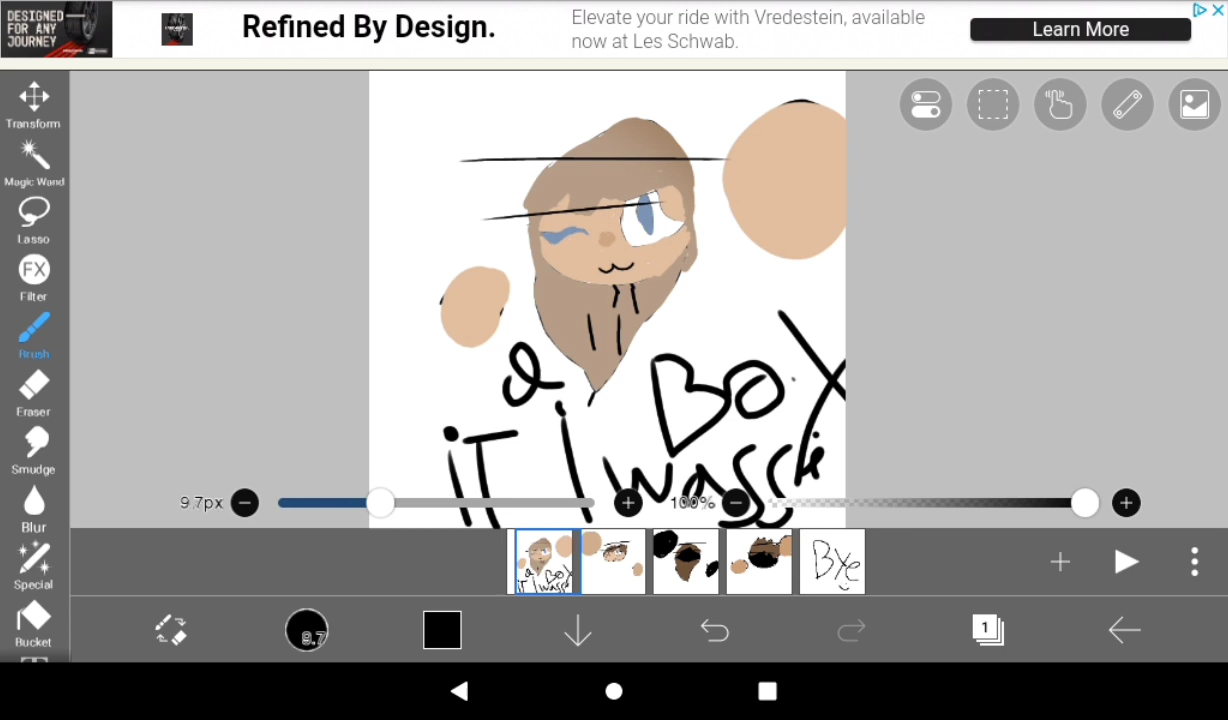 DESIGNED
FOR ANY
JOURNEY
Refined By Design.
Elevate your ride with Vredestein, available
now at Les Schwab.
Learn More
Transform
Magic Wand
Lasso
FX
Filter
Brush
Eraser
Smudge
Blur
Special
Bucket
a BOX
iT I wass
9.7px
100%
Bye
9.7
1